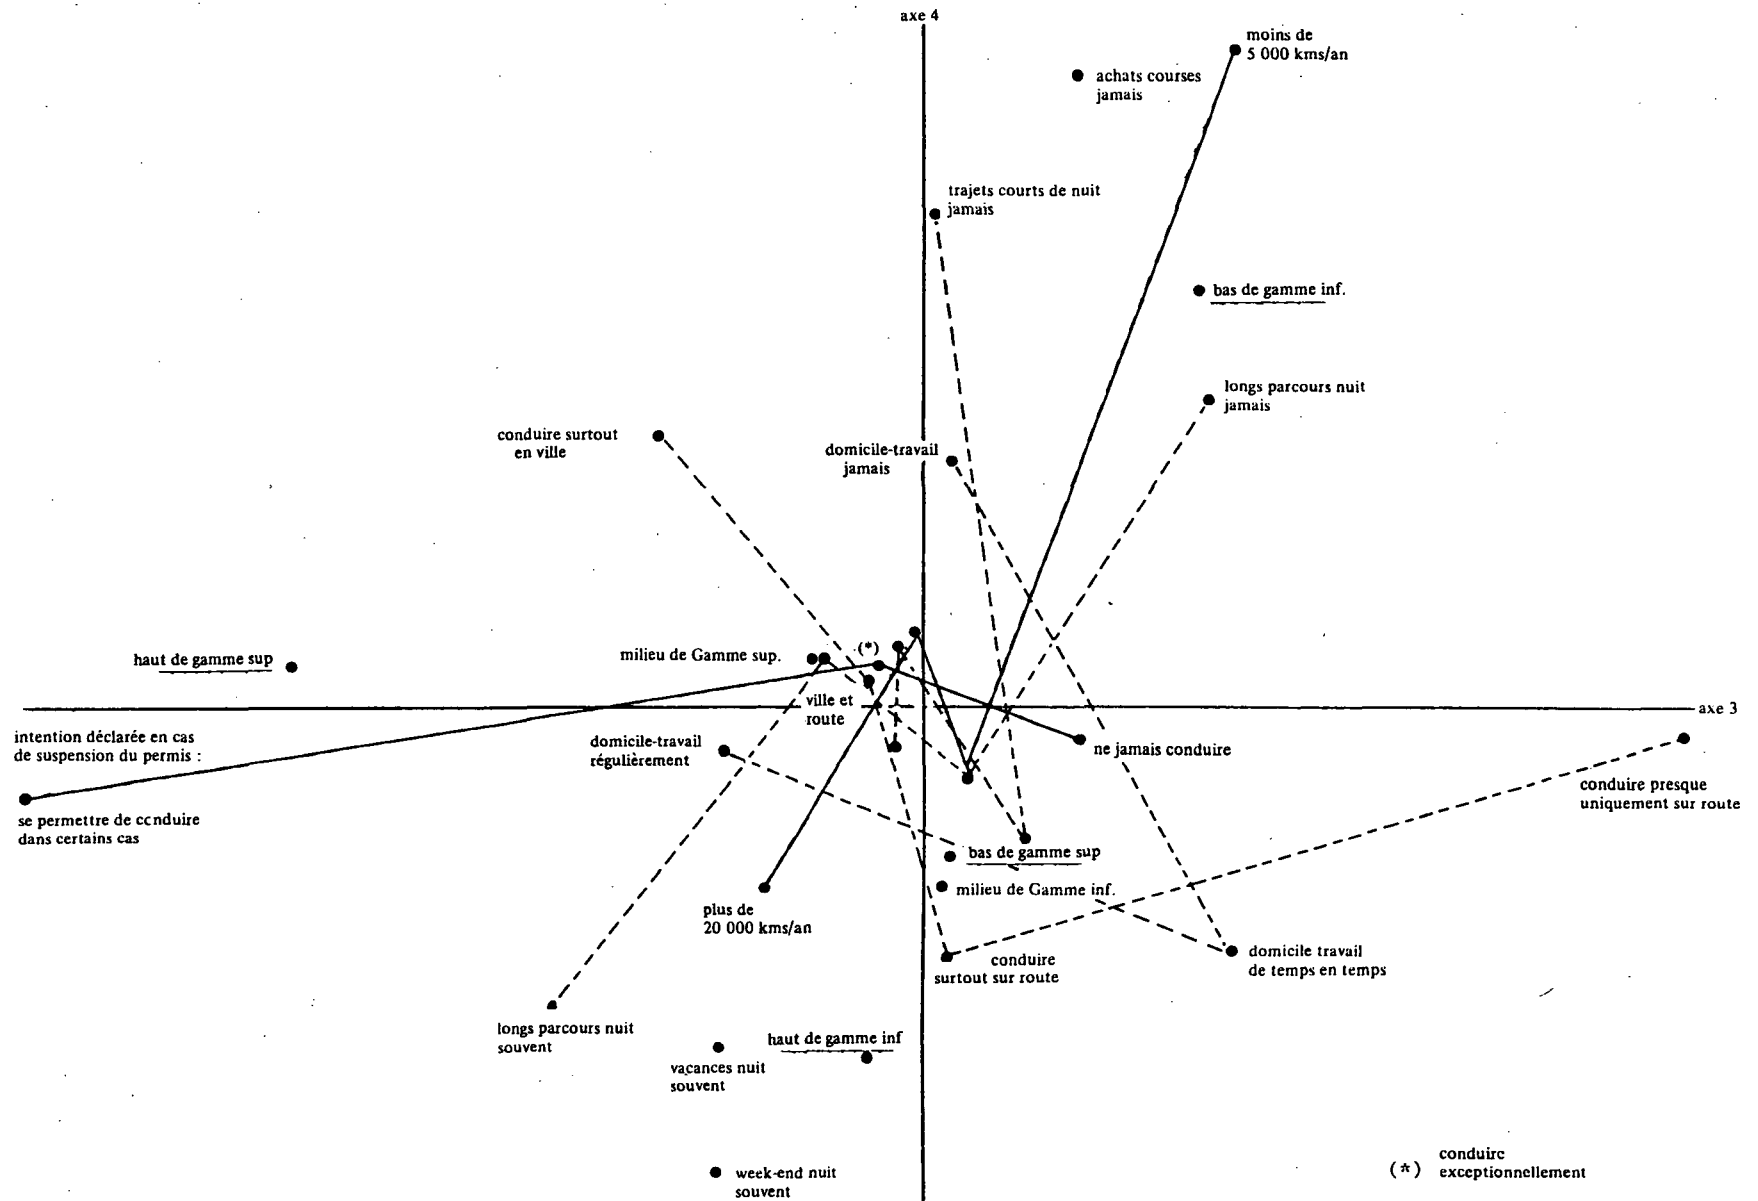 axe 4
moins de
5 000 kms/an
achats courses
jamais
trajets courts de nuit
jamais
bas de gamme inf.
longs parcours nuit
jamais
conduire surtout
en ville
domicile-travail
jamais
haut de gamme sup
milieu de Gamme sup.
(*)
ville et
route
axe 3
intention déclarée en cas
de suspension du permis :
domicile-travail
régulièrement
ne jamais conduire
conduire presque
uniquement sur route
se permettre de conduire
dans certains cas
bas de gamme sup
milieu de Gamme inf.
plus de
20 000 kms/an
conduire
surtout sur route
domicile travail
de temps en temps
longs parcours nuit
souvent
haut de gamme inf
vacances nuit
souvent
week-end nuit
souvent
(*) conduire
exceptionnellement